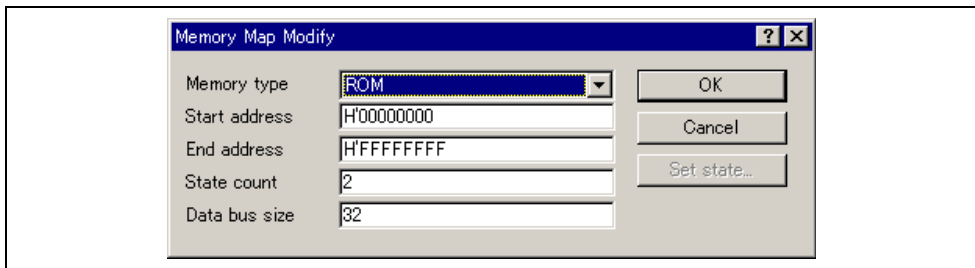 Memory Map Modify
Memory type ROM OK
Start address H'00000000
Cancel
End address H'FFFFFFFF
Set state...
State count 2
Data bus size 32